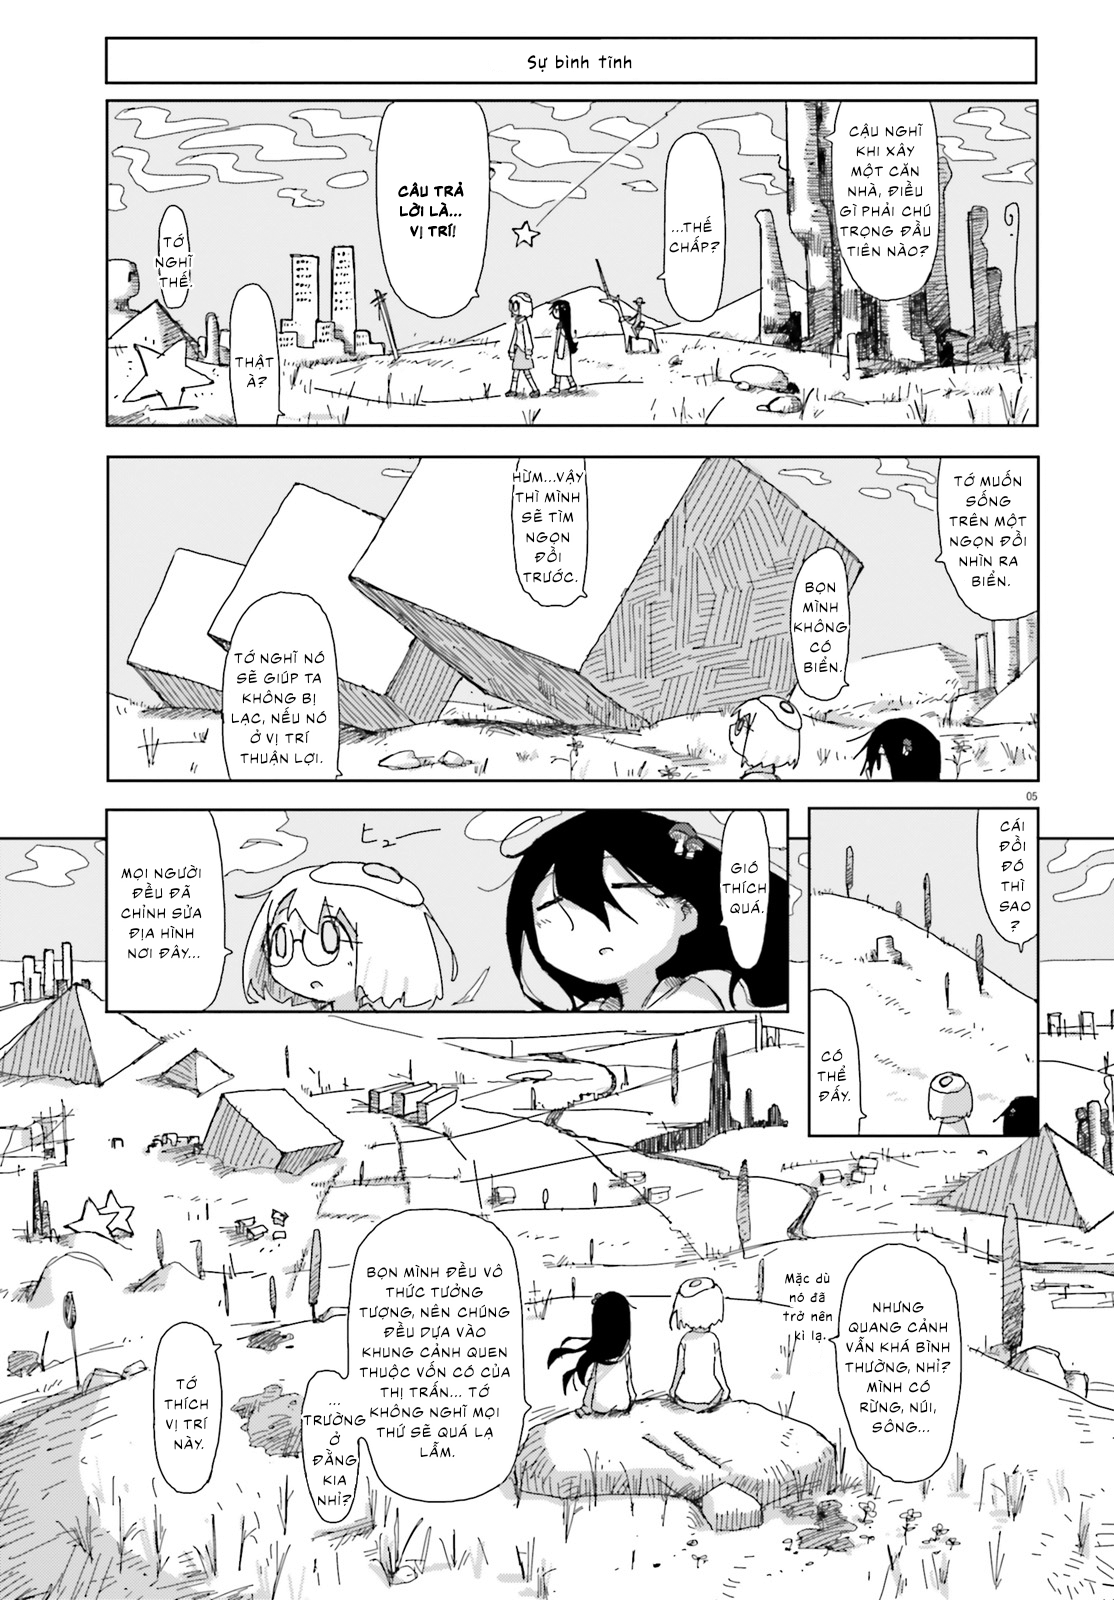 Sự bình tĩnh
CẬU NGHĨ
KHI XÂY
MỘT CĂN
NHÀ, ĐIỀU
GÌ PHẢI CHÚ
TRỌNG ĐẦU
TIÊN NÀO?
...THẾ
CHẤP?
CÂU TRẢ
LỜI LÀ...
VỊ TRÍ!
THẬT
À?
TỚ
NGHĨ
THẾ.
TỚ MUỐN
SỐNG
TRÊN MỘT
NGỌN ĐỒI
NHÌN RA
BIỂN.
BỌN
MÌNH
KHÔNG
CÓ
BIỂN.
HỪM...VẬY
THÌ MÌNH
SẼ TÌM
NGỌN
ĐỒI
TRƯỚC.
TỚ NGHĨ NÓ
SẼ GIÚP TA
KHÔNG BỊ
LẠC, NẾU NÓ
Ở VỊ TRÍ
THUẬN LỢI.
05
CÁI
ĐỒI
ĐÓ THÌ
SAO
?
CÓ
THỂ
ĐẤY.
GIÓ
THÍCH
QUÁ.
ヒュー
MỌI NGƯỜI
ĐỀU ĐÃ
CHỈNH SỬA
ĐỊA HÌNH
NƠI ĐÂY...
NHƯNG
QUANG CẢNH
VẪN KHÁ BÌNH
THƯỜNG, NHỈ?
MÌNH CÓ
RỪNG, NÚI,
SÔNG...
Mặc dù
nó đã
trở nên
kì lạ.
BỌN MÌNH ĐỀU VÔ
THỨC TƯỞNG
TƯỢNG, NÊN CHÚNG
ĐỀU DỰA VÀO
KHUNG CẢNH QUEN
THUỘC VỐN CÓ CỦA
THỊ TRẤN... TỚ
KHÔNG NGHĨ MỌI
THỨ SẼ QUÁ LẠ
LẪM.
...
TRƯỜNG
Ở
ĐẰNG
KIA
NHỈ?
TỚ
THÍCH
VỊ TRÍ
NÀY.